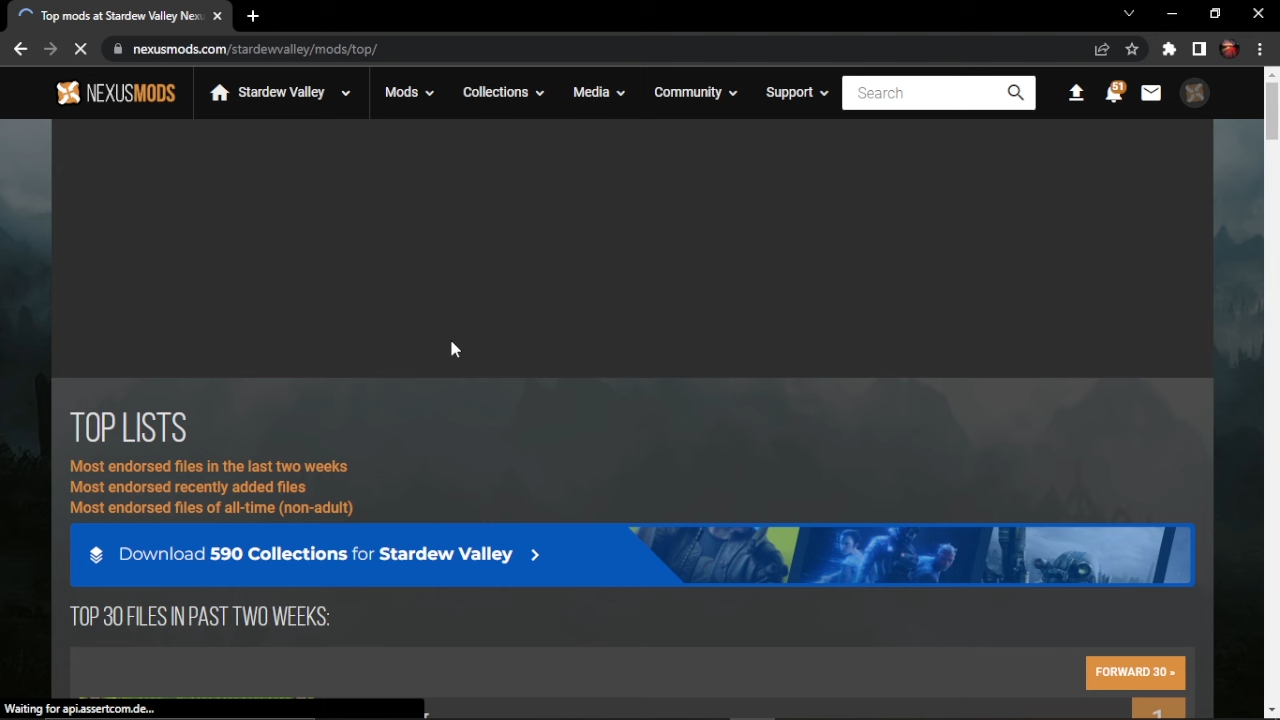 Top mods at Stardew Valley Nexu
nexusmods.com/stardewvalley/mods/top/
NEXUSMODS
Stardew Valley
Mods
Collections
Media
Community
Support
Search
51
TOP LISTS
Most endorsed files in the last two weeks
Most endorsed recently added files
Most endorsed files of all-time (non-adult)
Download 590 Collections for Stardew Valley
TOP 30 FILES IN PAST TWO WEEKS:
FORWARD 30 »
1
Waiting for api.assertcom.de...